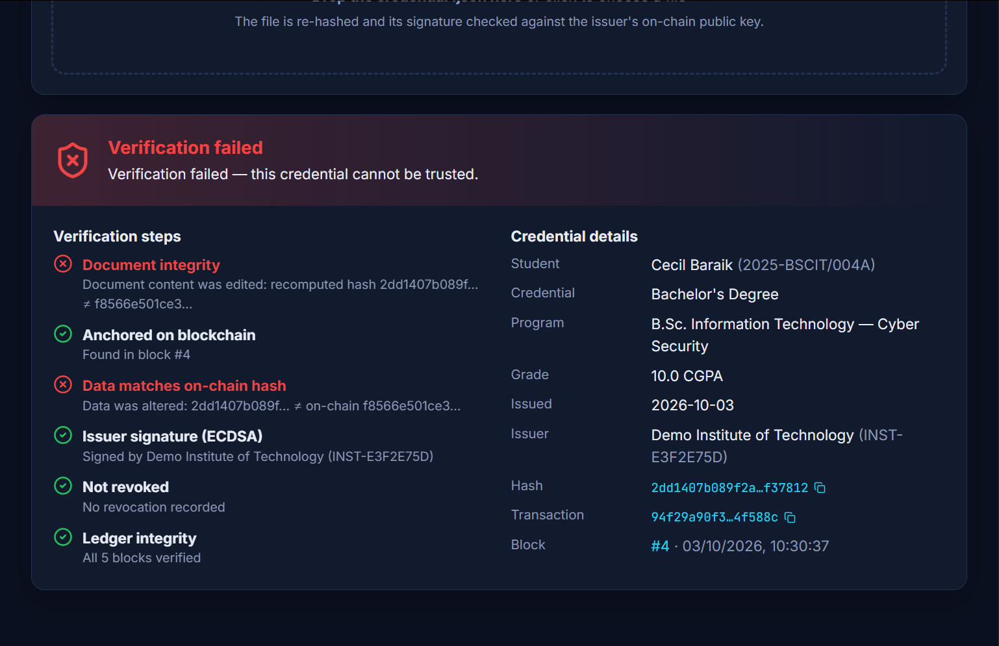 The file is re-hashed and its signature checked against the issuer's on-chain public key.
Verification failed
Verification failed — this credential cannot be trusted.
Verification steps
Document integrity
Document content was edited: recomputed hash 2dd1407b089f...
≠ f8566e501ce3...
Anchored on blockchain
Found in block #4
Data matches on-chain hash
Data was altered: 2dd1407b089f... ≠ on-chain f8566e501ce3...
Issuer signature (ECDSA)
Signed by Demo Institute of Technology (INST-E3F2E75D)
Not revoked
No revocation recorded
Ledger integrity
All 5 blocks verified
Credential details
Student Cecil Baraik (2025-BSCIT/004A)
Credential Bachelor's Degree
Program B.Sc. Information Technology — Cyber
Security
Grade 10.0 CGPA
Issued 2026-10-03
Issuer Demo Institute of Technology (INST-
E3F2E75D)
Hash 2dd1407b089f2a…f37812
Transaction 94f29a90f3…4f588c
Block #4 · 03/10/2026, 10:30:37